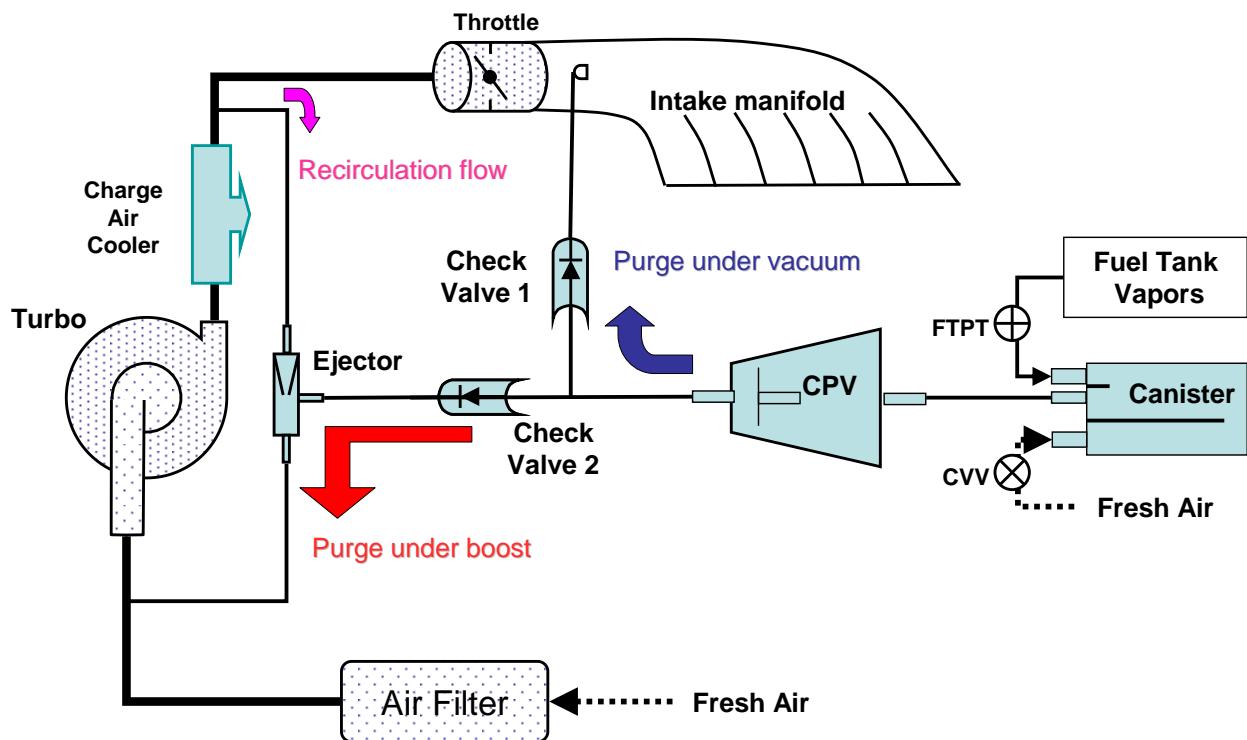 Throttle
Intake manifold
Recirculation flow
Charge
Air
Cooler
Check
Valve 1
Purge under vacuum
Fuel Tank
Vapors
Turbo
FTPT
Ejector
CPV
Canister
Check
Valve 2
CVV
Fresh Air
Purge under boost
Air Filter
Fresh Air